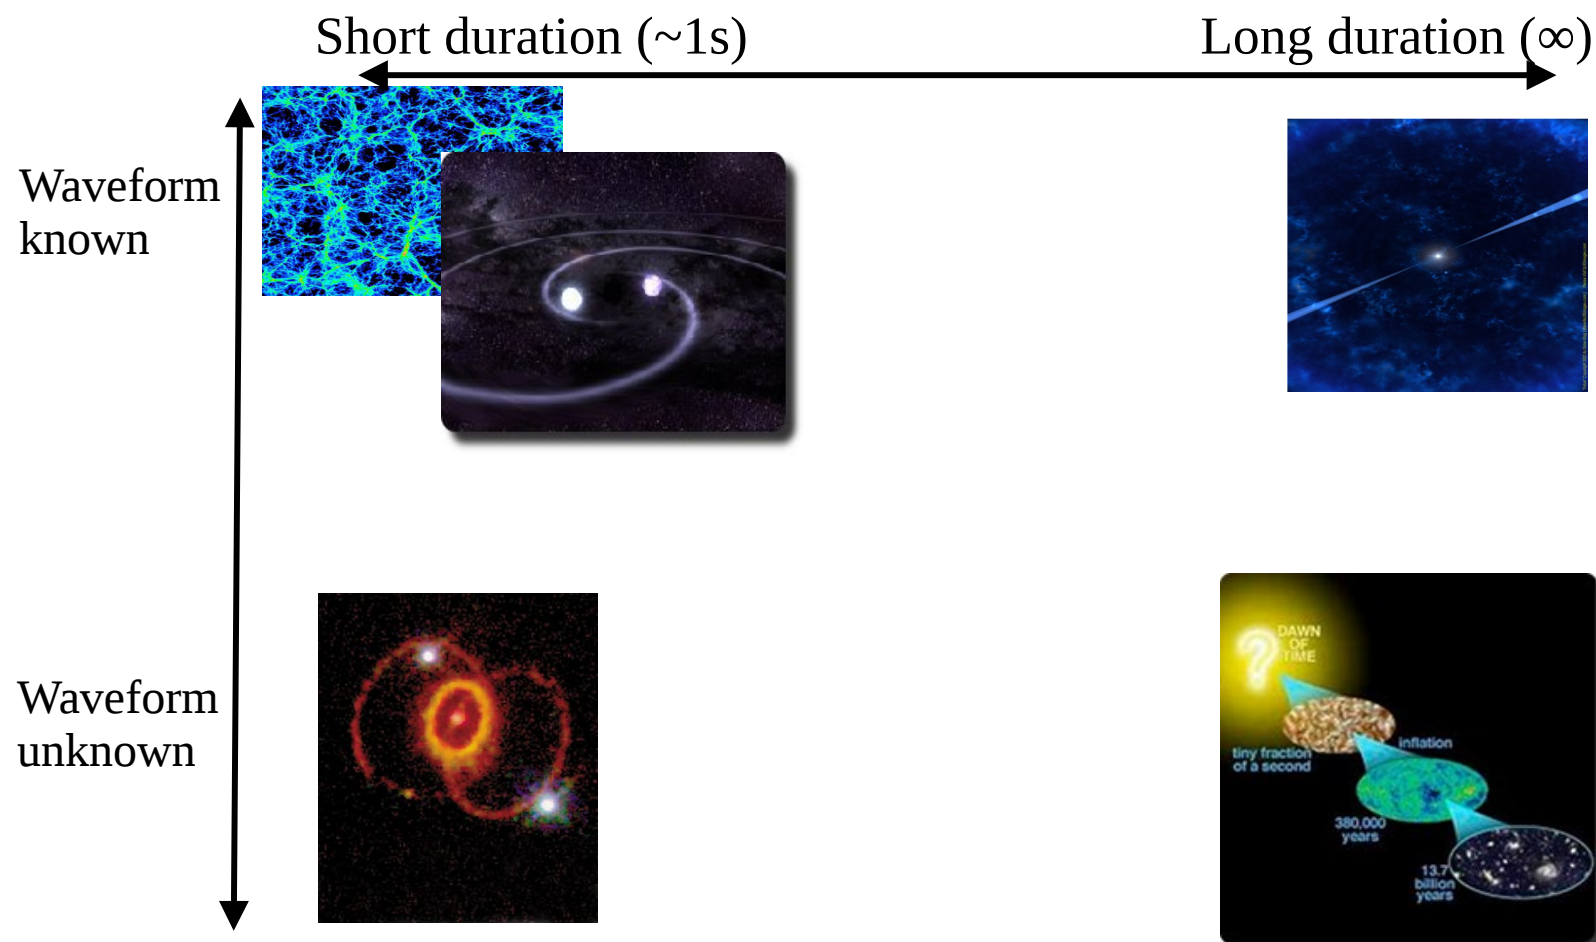 Short duration (~1s)
Long duration (∞)
Waveform
known
Waveform
unknown
DAWN
OF
TIME
tiny fraction
of a second
inflation
380,000
years
13.7
billion
years